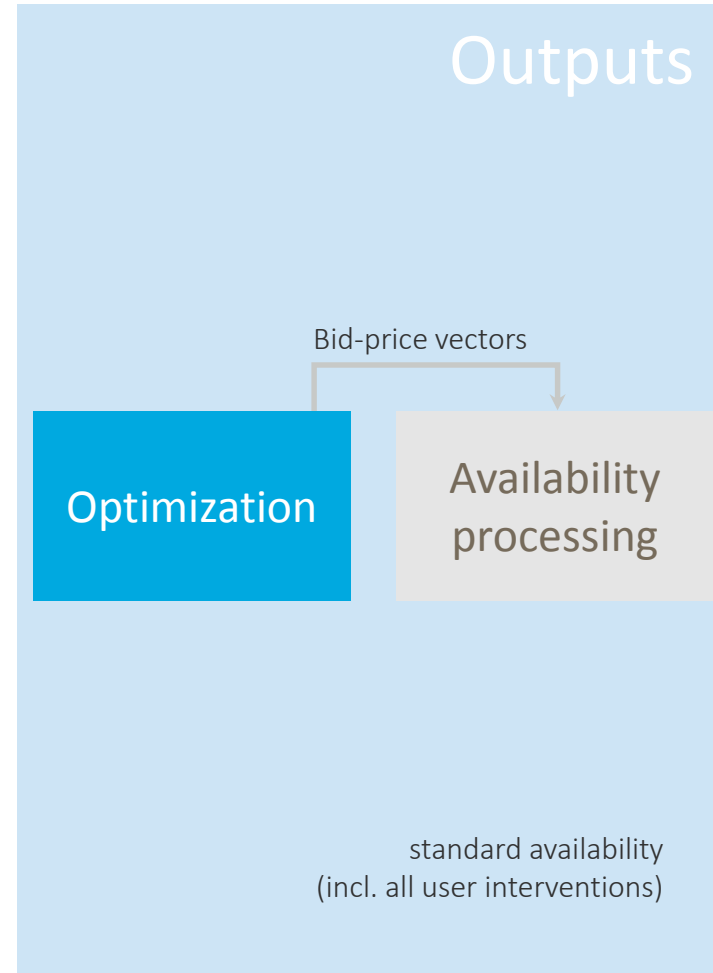 Outputs
Bid-price vectors
Optimization
Availability
processing
standard availability
(incl. all user interventions)